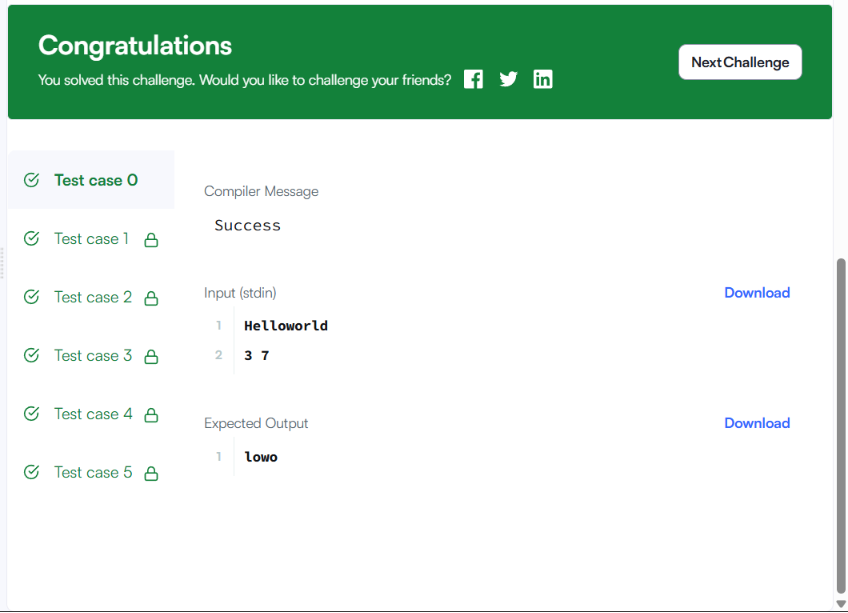 Congratulations
You solved this challenge. Would you like to challenge your friends?
Next Challenge
Test case 0
Test case 1
Test case 2
Test case 3
Test case 4
Test case 5
Compiler Message
Success
Input (stdin)
Download
1 Helloworld
2 3 7
Expected Output
Download
1 lowo